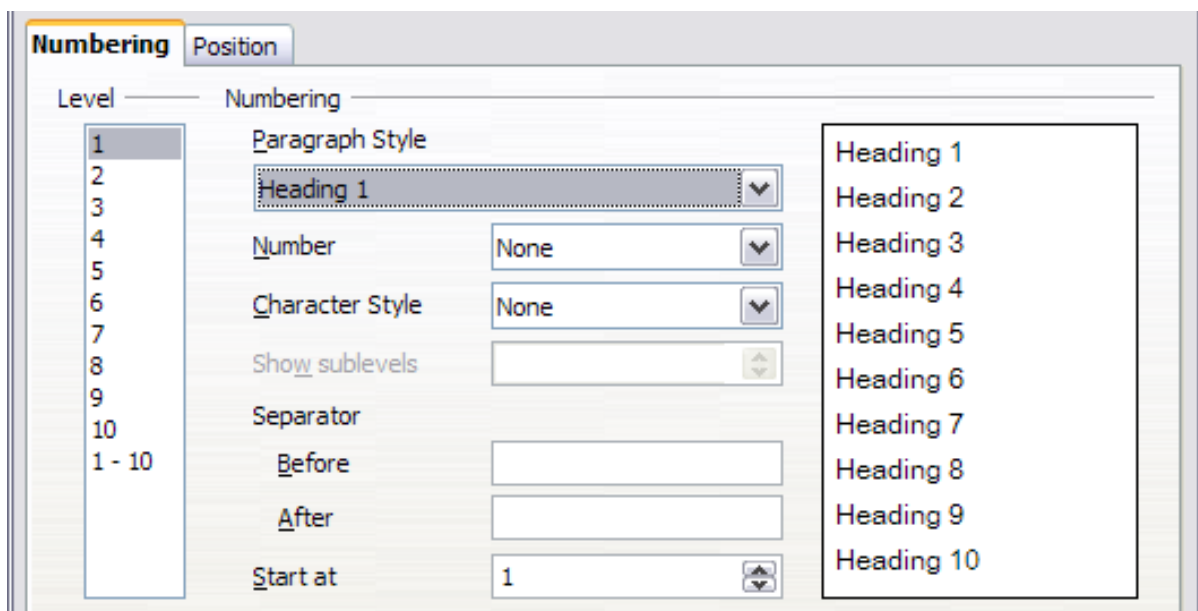 Numbering Position
Level Numbering
1
2
3
4
5
6
7
8
9
10
1 - 10
Paragraph Style
Heading 1
Number None
Character Style None
Show sublevels
Separator
Before
After
Start at 1
Heading 1
Heading 2
Heading 3
Heading 4
Heading 5
Heading 6
Heading 7
Heading 8
Heading 9
Heading 10